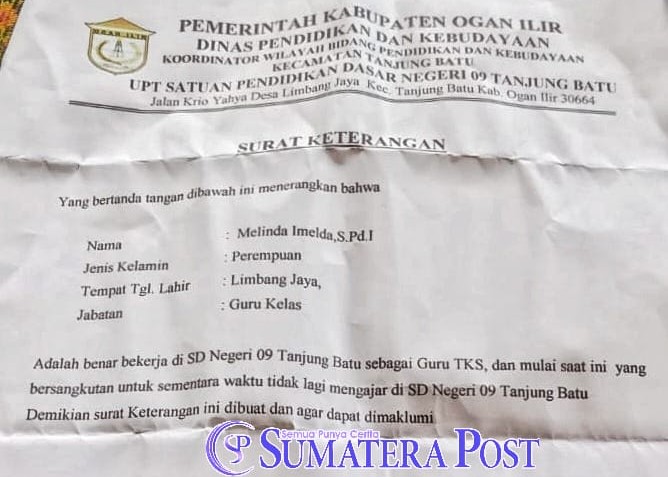 OGAN ILIR
PEMERINTAH KABUPATEN OGAN ILIR
DINAS PENDIDIKAN DAN KEBUDAYAAN
KOORDINATOR WILAYAH BIDANG PENDIDIKAN DAN KEBUDAYAAN
KECAMATAN TANJUNG BATU
UPT SATUAN PENDIDIKAN DASAR NEGERI 09 TANJUNG BATU
Jalan Krio Yahya Desa Limbang Jaya Kec. Tanjung Batu Kab. Ogan Ilir 30664
SURAT KETERANGAN
Yang bertanda tangan dibawah ini menerangkan bahwa
Nama : Melinda Imelda,S.Pd.I
Jenis Kelamin : Perempuan
Tempat Tgl. Lahir : Limbang Jaya,
Jabatan : Guru Kelas
Adalah benar bekerja di SD Negeri 09 Tanjung Batu sebagai Guru TKS, dan mulai saat ini yang
bersangkutan untuk sementara waktu tidak lagi mengajar di SD Negeri 09 Tanjung Batu
Demikian surat Keterangan ini dibuat dan agar dapat dimaklumi
Semua Punya Cerita
SP SUMATERA POST